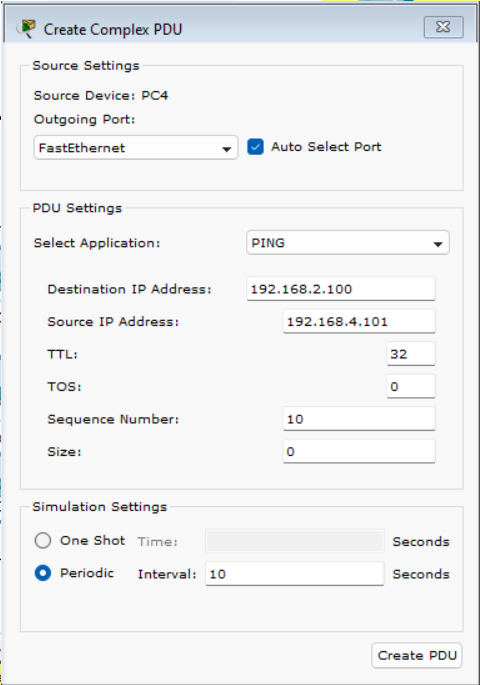 Create Complex PDU
Source Settings
Source Device: PC4
Outgoing Port:
FastEthernet Auto Select Port
PDU Settings
Select Application: PING
Destination IP Address: 192.168.2.100
Source IP Address: 192.168.4.101
TTL: 32
TOS: 0
Sequence Number: 10
Size: 0
Simulation Settings
One Shot Time: Seconds
Periodic Interval: 10 Seconds
Create PDU